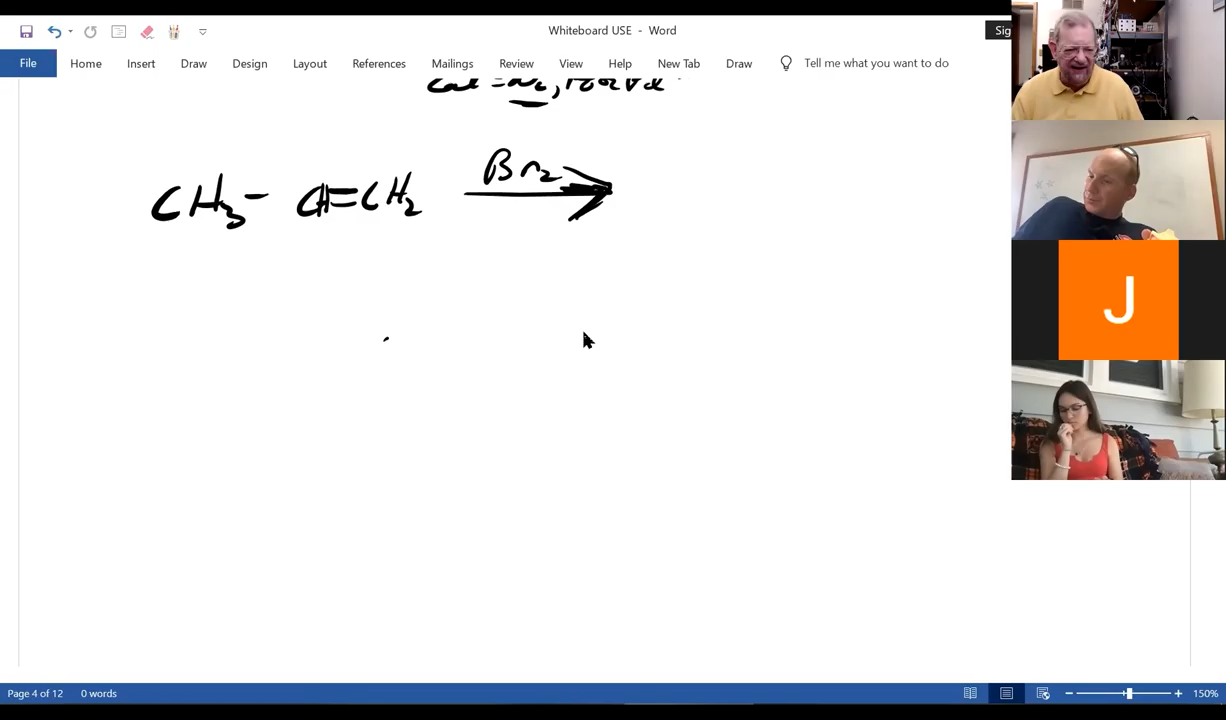 Whiteboard USE - Word
Sig
File Home Insert Draw Design Layout References Mailings Review View Help New Tab Draw Tell me what you want to do
Br2
CH3- CH=CH2
J
Page 4 of 12 0 words 150%